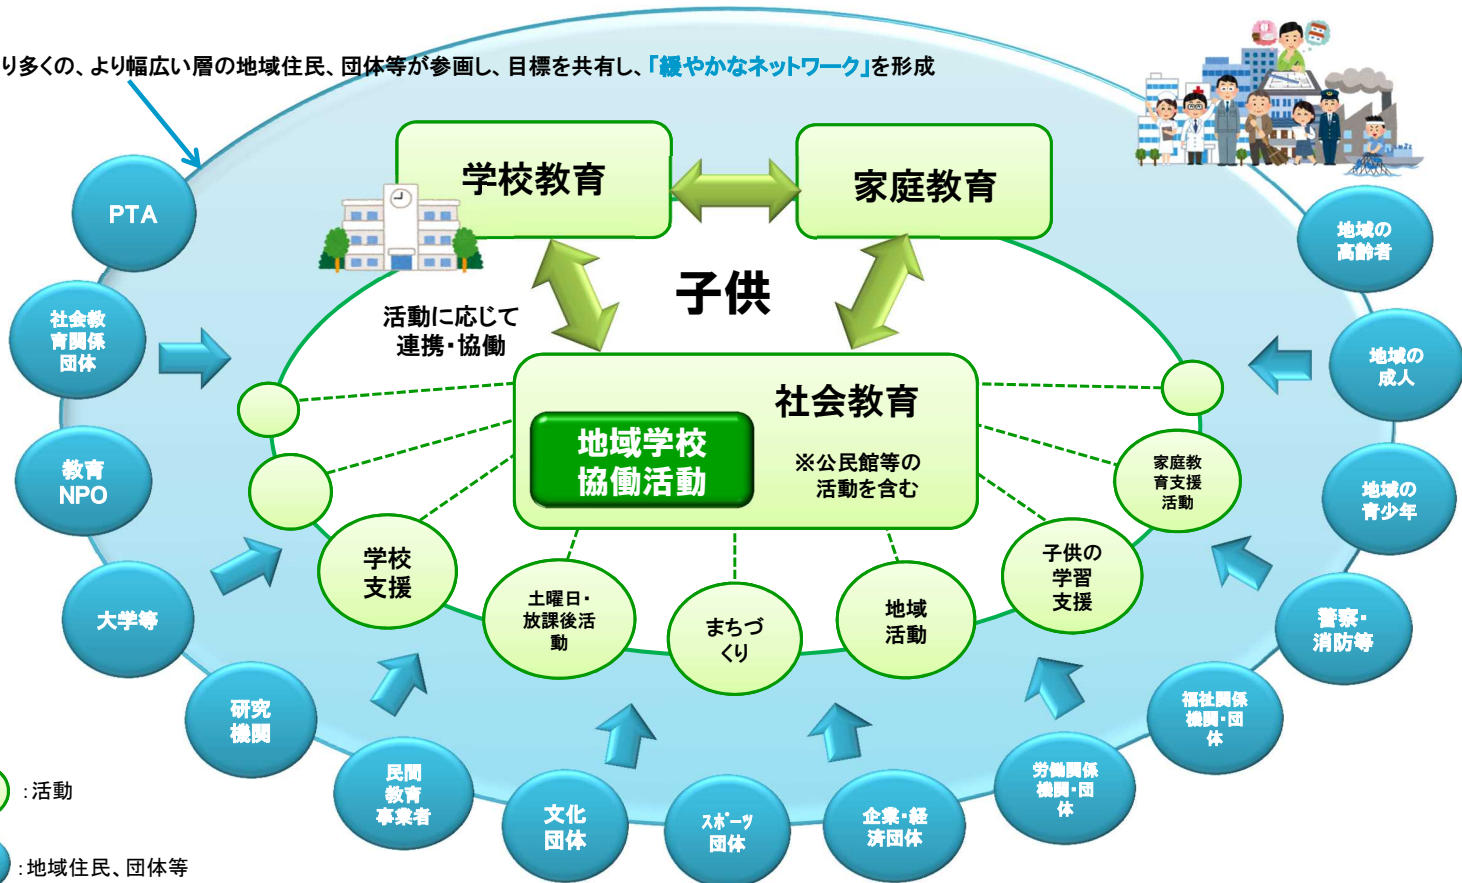 り多くの、より幅広い層の地域住民、団体等が参画し、目標を共有し、「緩やかなネットワーク」を形成
学校教育
家庭教育
子供
活動に応じて
連携・協働
社会教育
地域学校
協働活動
※公民館等の
活動を含む
学校
支援
土曜日・
放課後活
動
まちづ
くり
地域
活動
子供の
学習
支援
家庭教
育支援
活動
PTA
社会教
育関係
団体
教育
NPO
大学等
研究
機関
民間
教育
事業者
文化
団体
スポーツ
団体
企業・経
済団体
労働関係
機関・団
体
福祉関係
機関・団
体
警察・
消防等
地域の
青少年
地域の
成人
地域の
高齢者
:活動
:地域住民、団体等